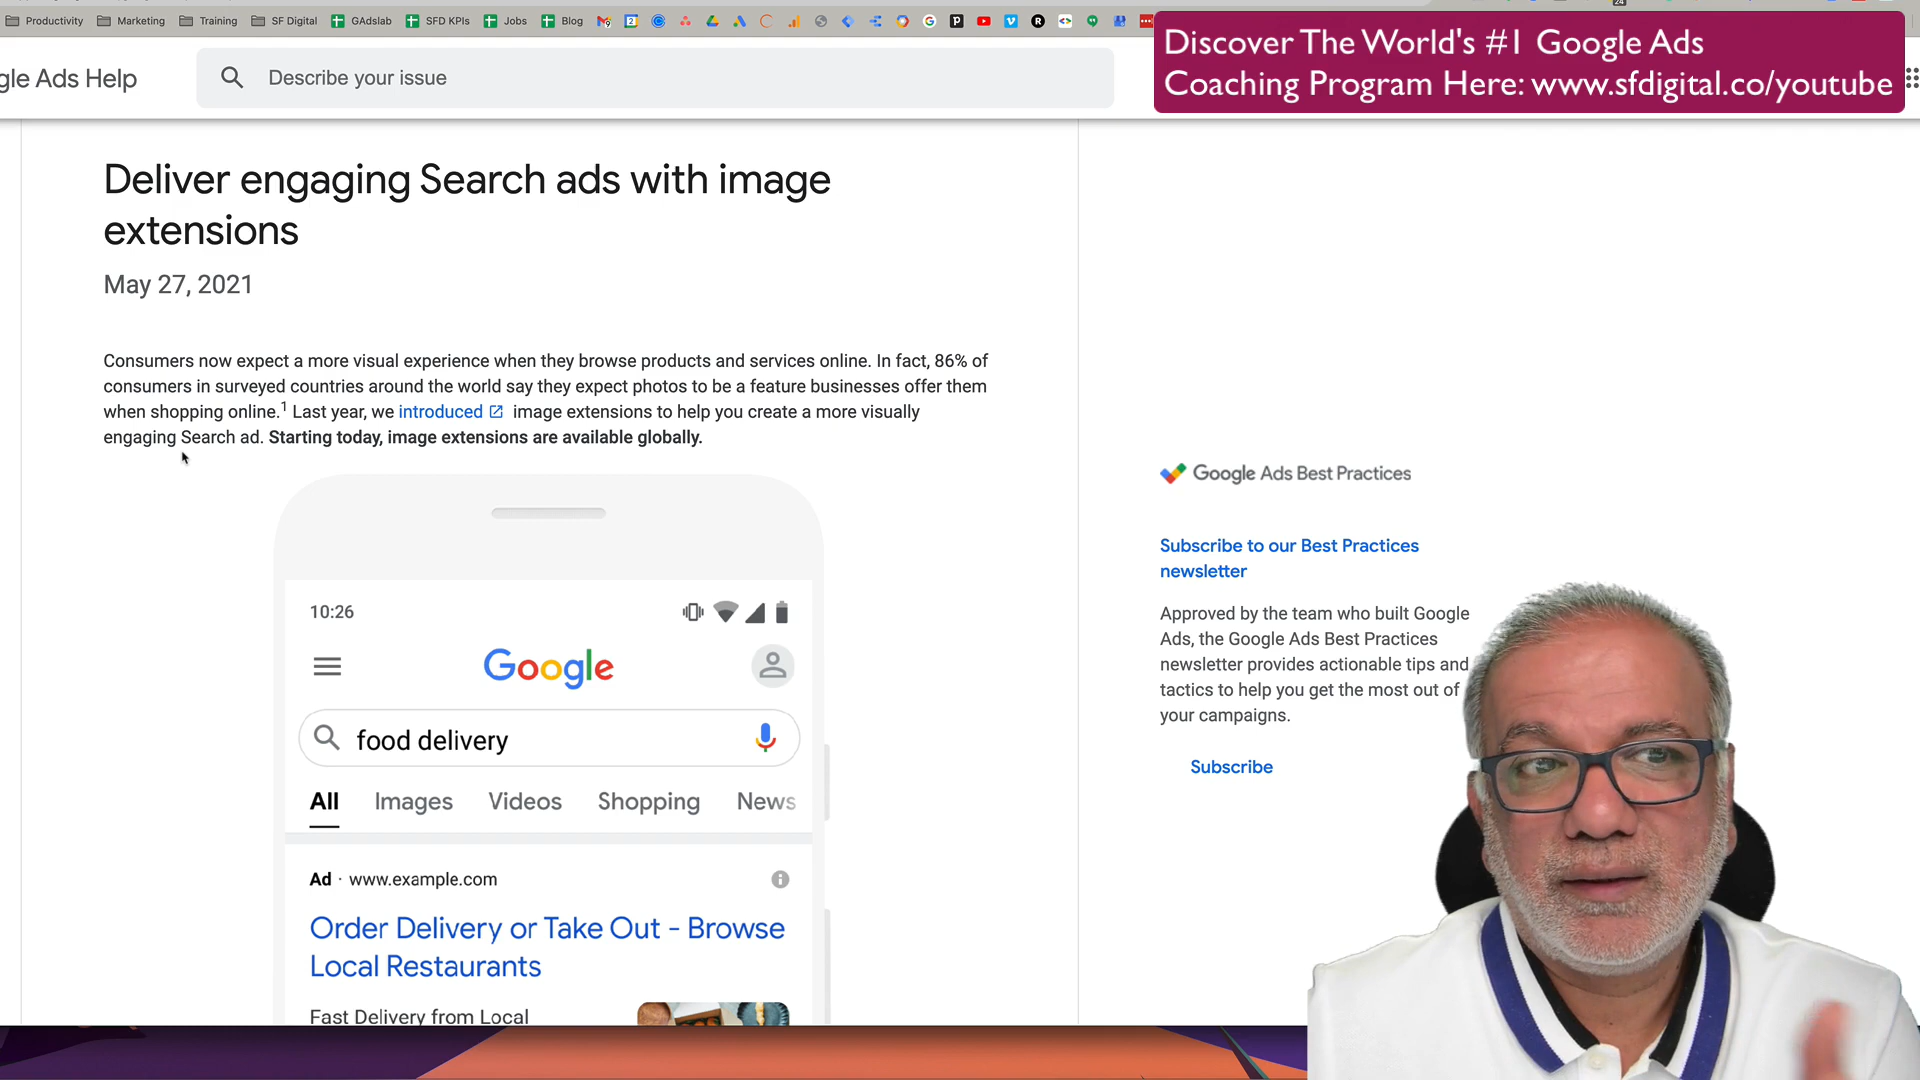 Productivity
Marketing
Training
SF Digital
GAdslab
SFD KPIs
Jobs
Blog
24
Discover The World's #1 Google Ads
Coaching Program Here: www.sfdigital.co/youtube
gle Ads Help
Describe your issue
Deliver engaging Search ads with image
extensions
May 27, 2021
Consumers now expect a more visual experience when they browse products and services online. In fact, 86% of
consumers in surveyed countries around the world say they expect photos to be a feature businesses offer them
when shopping online.1 Last year, we introduced image extensions to help you create a more visually
engaging Search ad. Starting today, image extensions are available globally.
10:26
Google
food delivery
All Images Videos Shopping News
Ad · www.example.com
Order Delivery or Take Out - Browse
Local Restaurants
Fast Delivery from Local
Google Ads Best Practices
Subscribe to our Best Practices
newsletter
Approved by the team who built Google
Ads, the Google Ads Best Practices
newsletter provides actionable tips and
tactics to help you get the most out of
your campaigns.
Subscribe